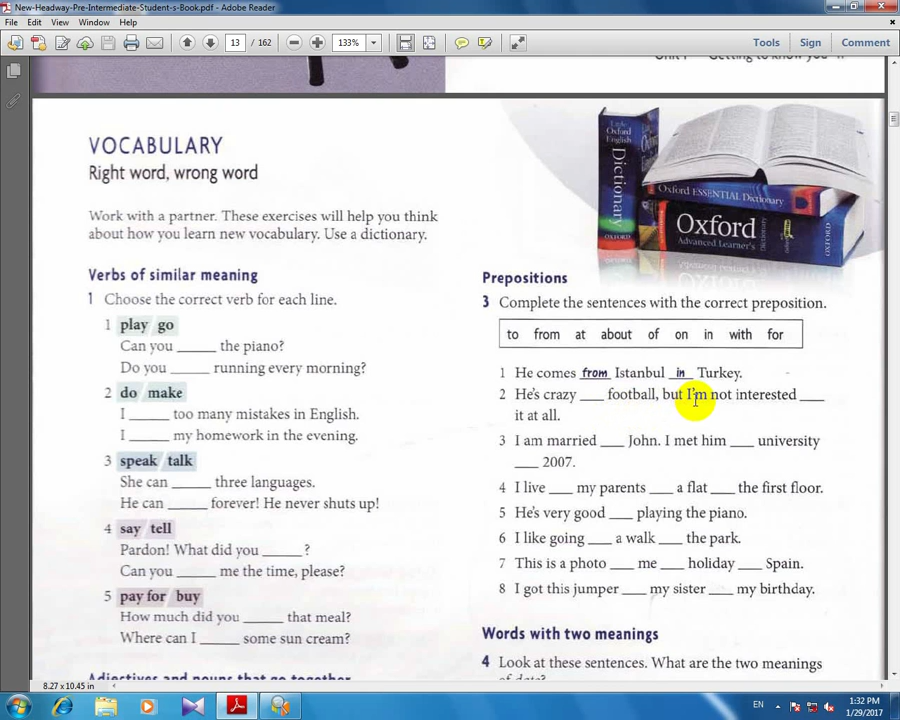 New-Headway-Pre-Intermediate-Student-s-Book.pdf - Adobe Reader
File Edit View Window Help
13 / 162 133% Tools Sign Comment
VOCABULARY
Right word, wrong word
Work with a partner. These exercises will help you think
about how you learn new vocabulary. Use a dictionary.
Verbs of similar meaning
1 Choose the correct verb for each line.
1 play / go
Can you _____ the piano?
Do you _____ running every morning?
2 do / make
I _____ too many mistakes in English.
I _____ my homework in the evening.
3 speak / talk
She can _____ three languages.
He can _____ forever! He never shuts up!
4 say / tell
Pardon! What did you _____ ?
Can you _____ me the time, please?
5 pay for / buy
How much did you _____ that meal?
Where can I _____ some sun cream?
Adjectives and nouns that go together
Little Oxford English Dictionary
OXFORD
Oxford ESSENTIAL Dictionary
Oxford
Advanced Learner's
Prepositions
3 Complete the sentences with the correct preposition.
to from at about of on in with for
1 He comes from Istanbul in Turkey.
2 He's crazy ___ football, but I'm not interested ___
it at all.
3 I am married ___ John. I met him ___ university
___ 2007.
4 I live ___ my parents ___ a flat ___ the first floor.
5 He's very good ___ playing the piano.
6 I like going ___ a walk ___ the park.
7 This is a photo ___ me ___ holiday ___ Spain.
8 I got this jumper ___ my sister ___ my birthday.
Words with two meanings
4 Look at these sentences. What are the two meanings
of date?
8.27 x 10.45 in
EN 1:32 PM
1/29/2017